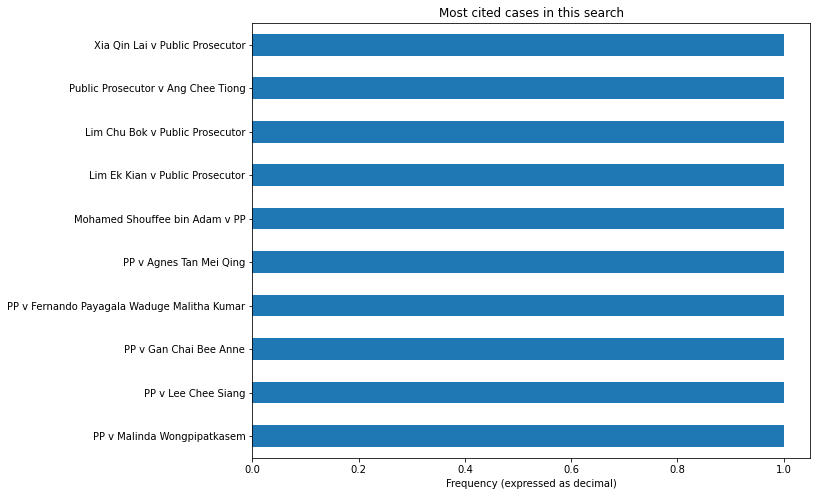 Most cited cases in this search
Xia Qin Lai v Public Prosecutor
Public Prosecutor v Ang Chee Tiong
Lim Chu Bok v Public Prosecutor
Lim Ek Kian v Public Prosecutor
Mohamed Shouffee bin Adam v PP
PP v Agnes Tan Mei Qing
PP v Fernando Payagala Waduge Malitha Kumar
PP v Gan Chai Bee Anne
PP v Lee Chee Siang
PP v Malinda Wongpipatkasem
0.0 0.2 0.4 0.6 0.8 1.0
Frequency (expressed as decimal)